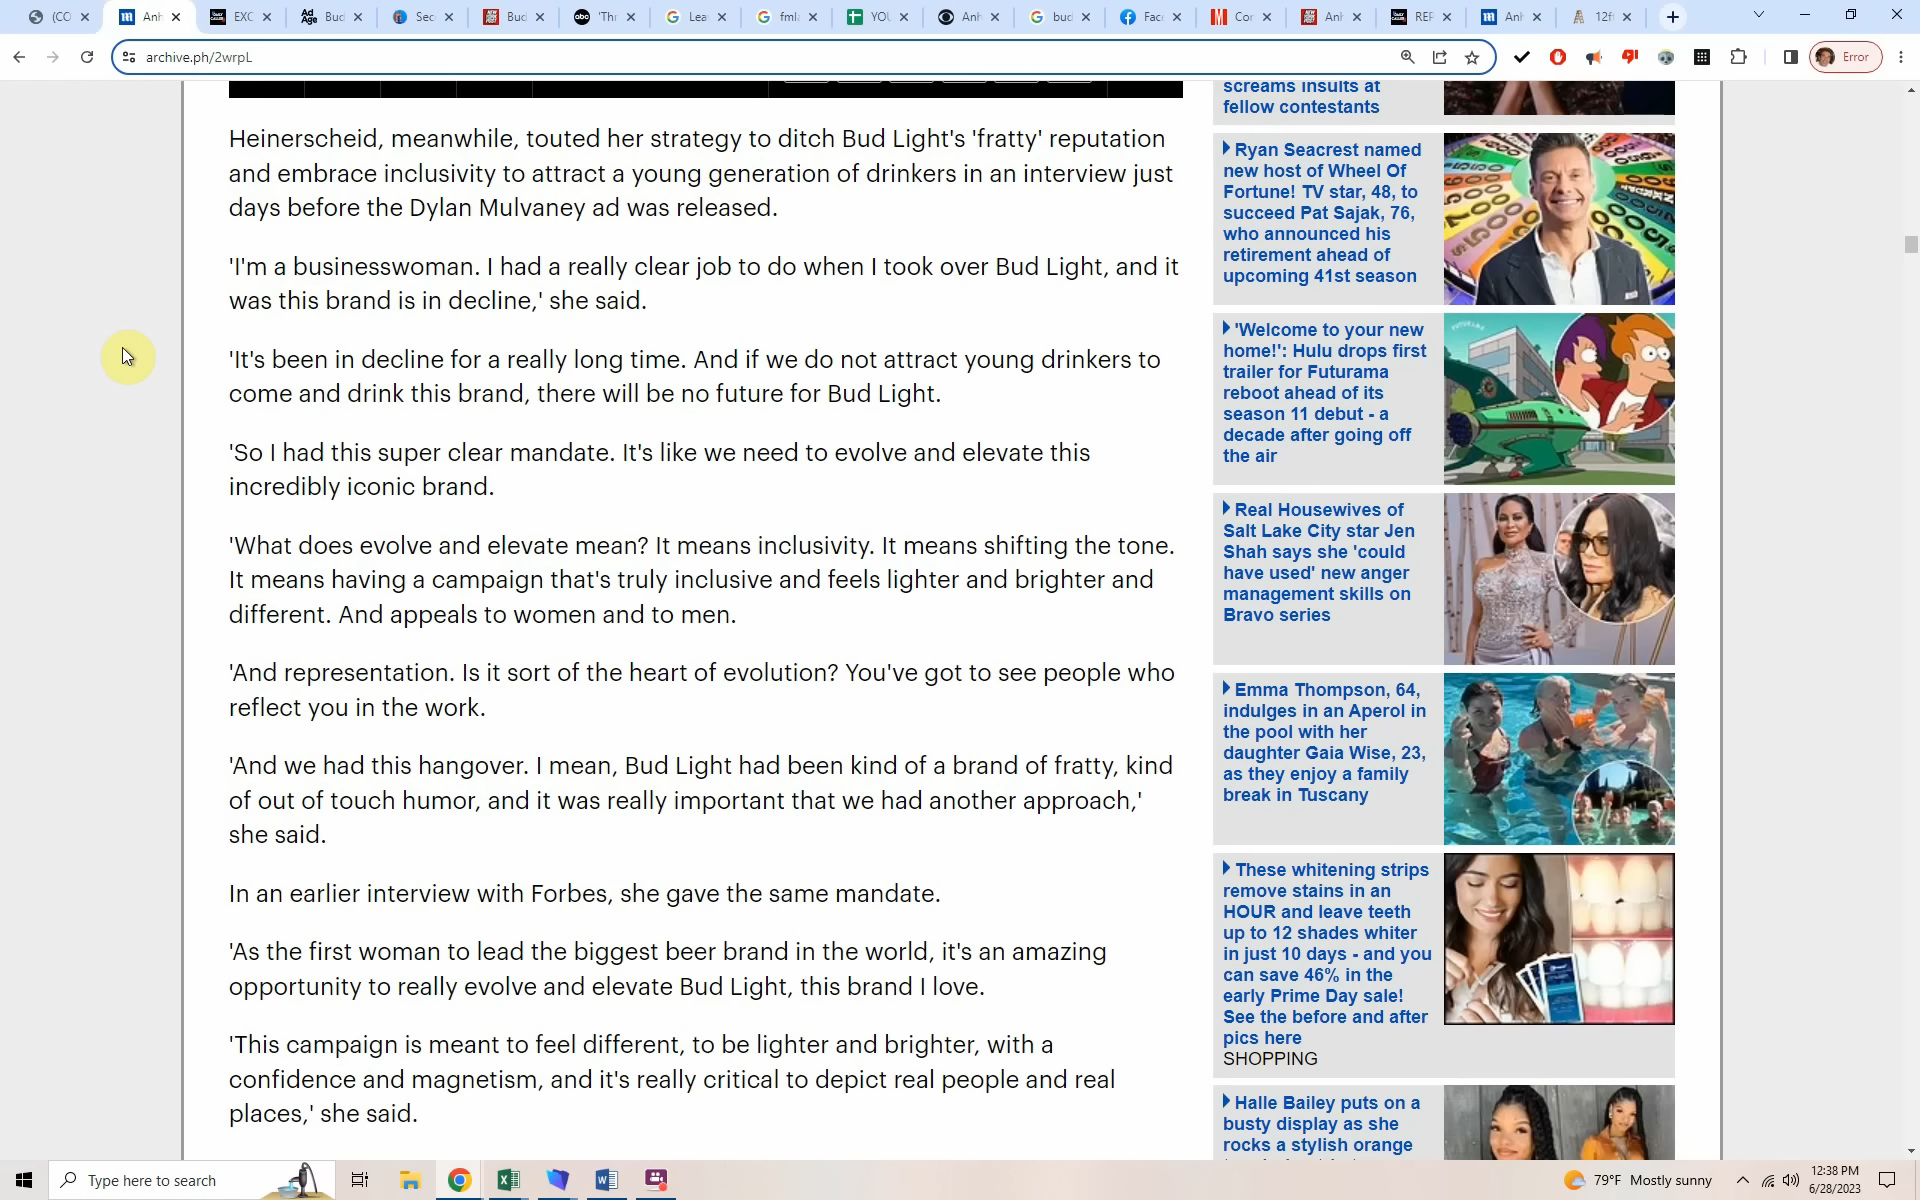 (CO
Anh
EXC
Ad Age
Bud
Sec
Bud
abc
'Thr
Lea
fmla
YOU
Anh
bud
Face
Cor
Anh
REP
Anh
12ft
archive.ph/2wrpL
Error
Heinerscheid, meanwhile, touted her strategy to ditch Bud Light's 'fratty' reputation
and embrace inclusivity to attract a young generation of drinkers in an interview just
days before the Dylan Mulvaney ad was released.
'I'm a businesswoman. I had a really clear job to do when I took over Bud Light, and it
was this brand is in decline,' she said.
'It's been in decline for a really long time. And if we do not attract young drinkers to
come and drink this brand, there will be no future for Bud Light.
'So I had this super clear mandate. It's like we need to evolve and elevate this
incredibly iconic brand.
'What does evolve and elevate mean? It means inclusivity. It means shifting the tone.
It means having a campaign that's truly inclusive and feels lighter and brighter and
different. And appeals to women and to men.
'And representation. Is it sort of the heart of evolution? You've got to see people who
reflect you in the work.
'And we had this hangover. I mean, Bud Light had been kind of a brand of fratty, kind
of out of touch humor, and it was really important that we had another approach,'
she said.
In an earlier interview with Forbes, she gave the same mandate.
'As the first woman to lead the biggest beer brand in the world, it's an amazing
opportunity to really evolve and elevate Bud Light, this brand I love.
'This campaign is meant to feel different, to be lighter and brighter, with a
confidence and magnetism, and it's really critical to depict real people and real
places,' she said.
screams insults at
fellow contestants
Ryan Seacrest named
new host of Wheel Of
Fortune! TV star, 48, to
succeed Pat Sajak, 76,
who announced his
retirement ahead of
upcoming 41st season
'Welcome to your new
home!': Hulu drops first
trailer for Futurama
reboot ahead of its
season 11 debut - a
decade after going off
the air
Real Housewives of
Salt Lake City star Jen
Shah says she 'could
have used' new anger
management skills on
Bravo series
Emma Thompson, 64,
indulges in an Aperol in
the pool with her
daughter Gaia Wise, 23,
as they enjoy a family
break in Tuscany
These whitening strips
remove stains in an
HOUR and leave teeth
up to 12 shades whiter
in just 10 days - and you
can save 46% in the
early Prime Day sale!
See the before and after
pics here
SHOPPING
Halle Bailey puts on a
busty display as she
rocks a stylish orange
Type here to search
79°F Mostly sunny
12:38 PM
6/28/2023